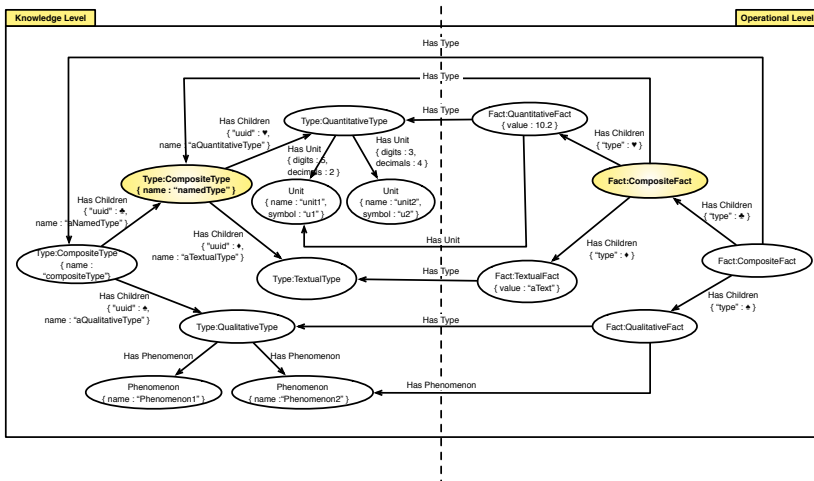 Knowledge Level
Operational Level
Has Type
Has Type
Has Children
{ "uuid" : ♥,
name : "aQuantitativeType" }
Type:QuantitativeType
Has Type
Fact:QuantitativeFact
{ value : 10.2 }
Has Children
{ "type" : ♥ }
Has Unit
{ digits : 5,
decimals : 2 }
Has Unit
{ digits : 3,
decimals : 4 }
Type:CompositeType
{ name : "namedType" }
Unit
{ name : "unit1",
symbol : "u1" }
Unit
{ name : "unit2",
symbol : "u2" }
Fact:CompositeFact
Has Children
{ "uuid" : ♣,
name : "aNamedType"}
Has Children
{ "type" : ♣ }
Has Unit
Has Children
{ "uuid" : ♦,
name : "aTextualType" }
Has Children
{ "type" : ♦ }
Type:CompositeType
{ name :
"compositeType"}
Fact:CompositeFact
Type:TextualType
Has Type
Fact:TextualFact
{ value : "aText" }
Has Children
{ "uuid" : ♠,
name : "aQualitativeType" }
Has Children
{ "type" : ♠ }
Type:QualitativeType
Has Type
Fact:QualitativeFact
Has Phenomenon
Has Phenomenon
Phenomenon
{ name : "Phenomenon1" }
Phenomenon
{ name :"Phenomenon2" }
Has Phenomenon